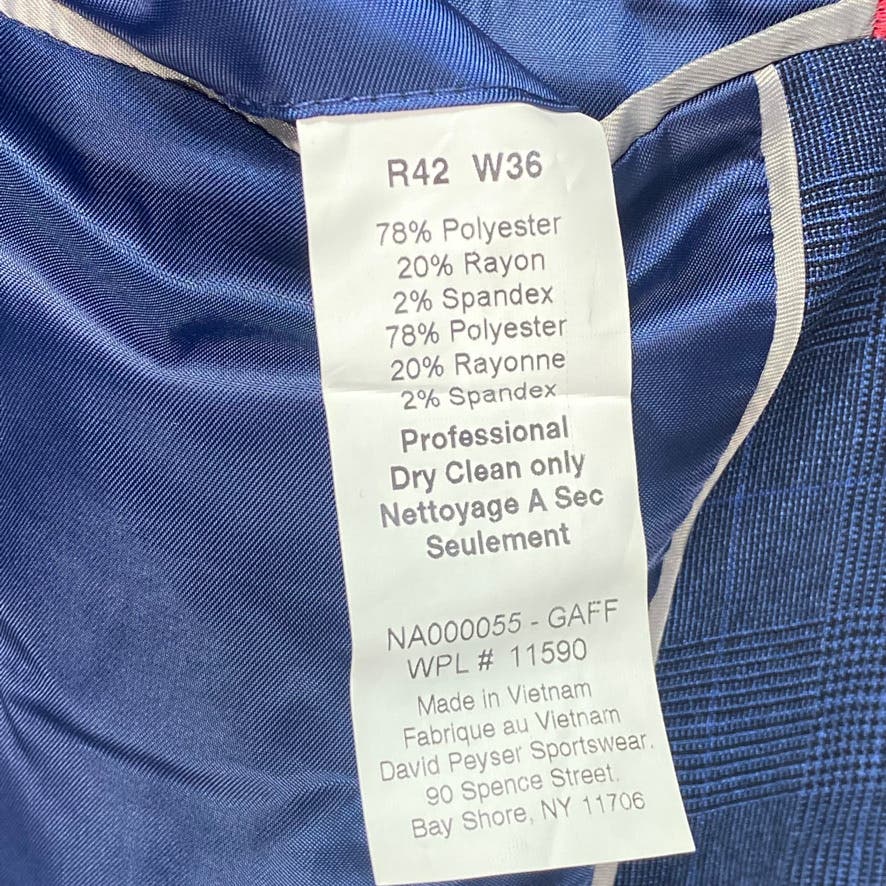 R42 W36
78% Polyester
20% Rayon
2% Spandex
78% Polyester
20% Rayonne
2% Spandex
Professional
Dry Clean only
Nettoyage A Sec
Seulement
NA000055 - GAFF
WPL # 11590
Made in Vietnam
Fabrique au Vietnam
David Peyser Sportswear.
90 Spence Street.
Bay Shore, NY 11706